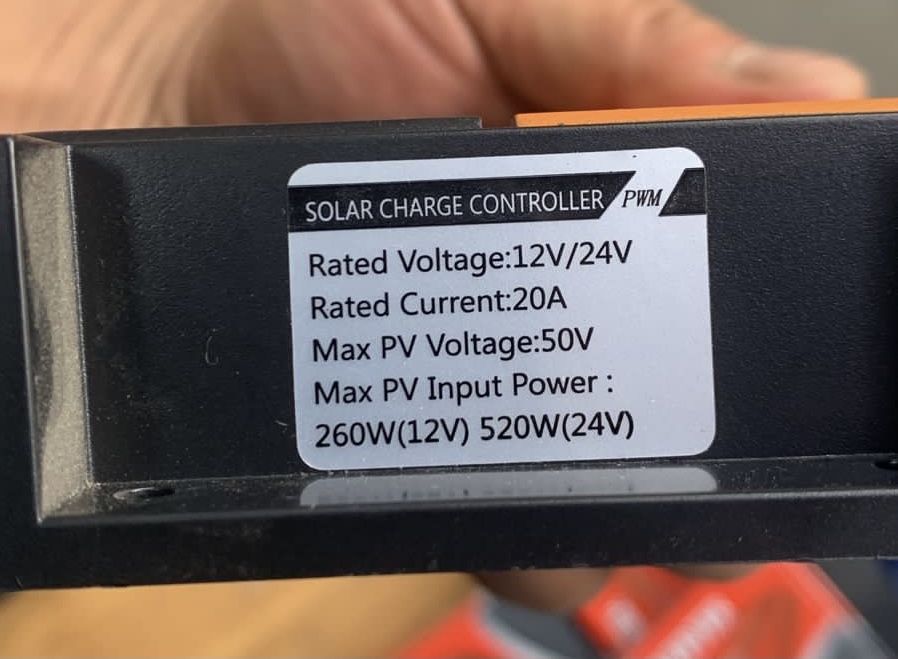 SOLAR CHARGE CONTROLLER PWM
Rated Voltage:12V/24V
Rated Current:20A
Max PV Voltage:50V
Max PV Input Power :
260W(12V) 520W(24V)